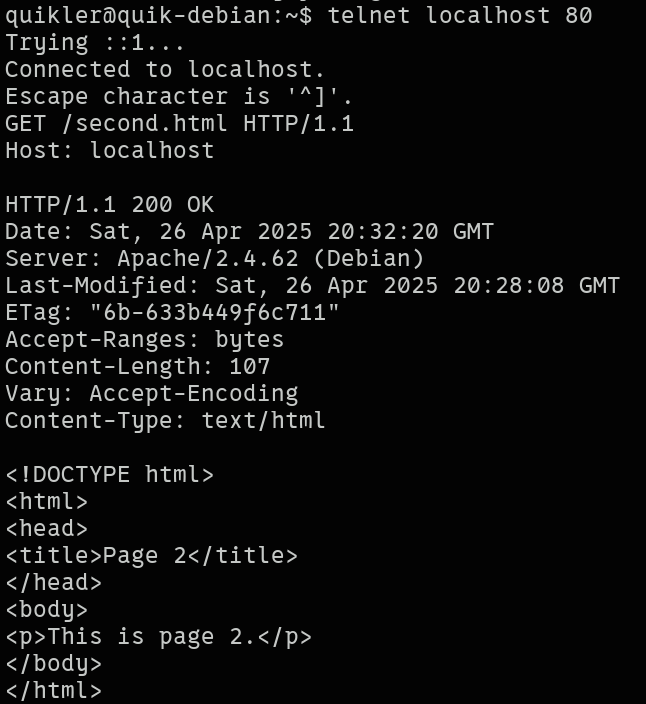 quikler@quik-debian:~$ telnet localhost 80
Trying ::1...
Connected to localhost.
Escape character is '^]'.
GET /second.html HTTP/1.1
Host: localhost

HTTP/1.1 200 OK
Date: Sat, 26 Apr 2025 20:32:20 GMT
Server: Apache/2.4.62 (Debian)
Last-Modified: Sat, 26 Apr 2025 20:28:08 GMT
ETag: "6b-633b449f6c711"
Accept-Ranges: bytes
Content-Length: 107
Vary: Accept-Encoding
Content-Type: text/html

<!DOCTYPE html>
<html>
<head>
<title>Page 2</title>
</head>
<body>
<p>This is page 2.</p>
</body>
</html>